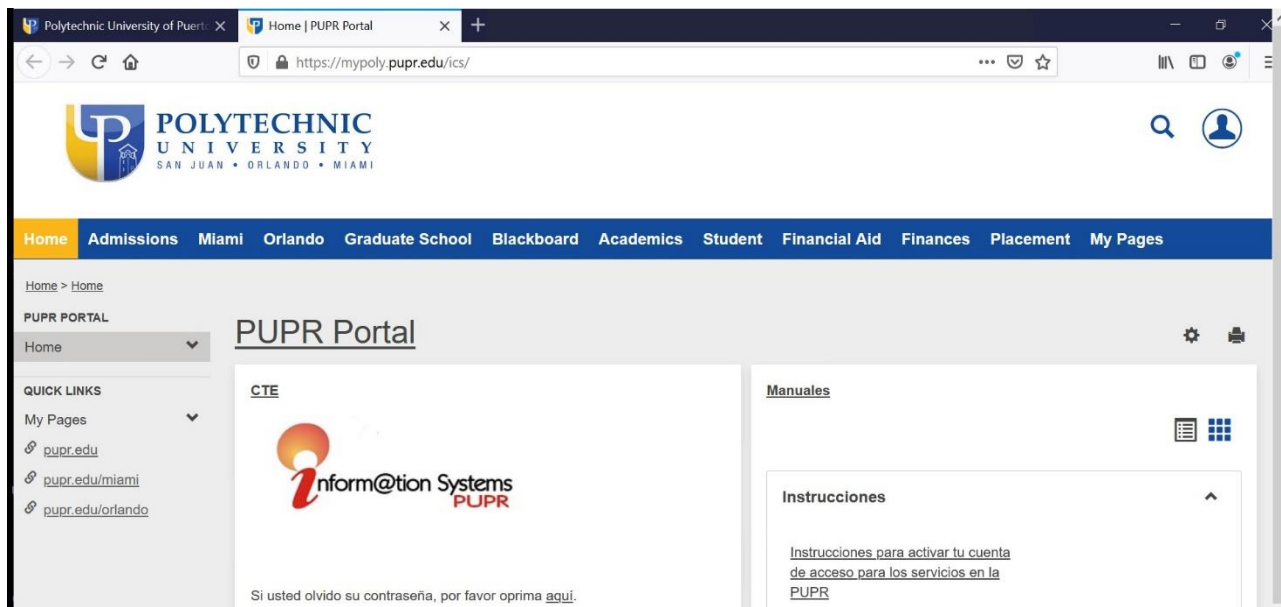 Polytechnic University of Puerto
Home | PUPR Portal
https://mypoly.pupr.edu/ics/
POLYTECHNIC
UNIVERSITY
SAN JUAN • ORLANDO • MIAMI
Home Admissions Miami Orlando Graduate School Blackboard Academics Student Financial Aid Finances Placement My Pages
Home > Home
PUPR PORTAL
Home
QUICK LINKS
My Pages
pupr.edu
pupr.edu/miami
pupr.edu/orlando
PUPR Portal
CTE
inform@tion Systems
PUPR
Si usted olvido su contraseña, por favor oprima aquí.
Manuales
Instrucciones
Instrucciones para activar tu cuenta
de acceso para los servicios en la
PUPR